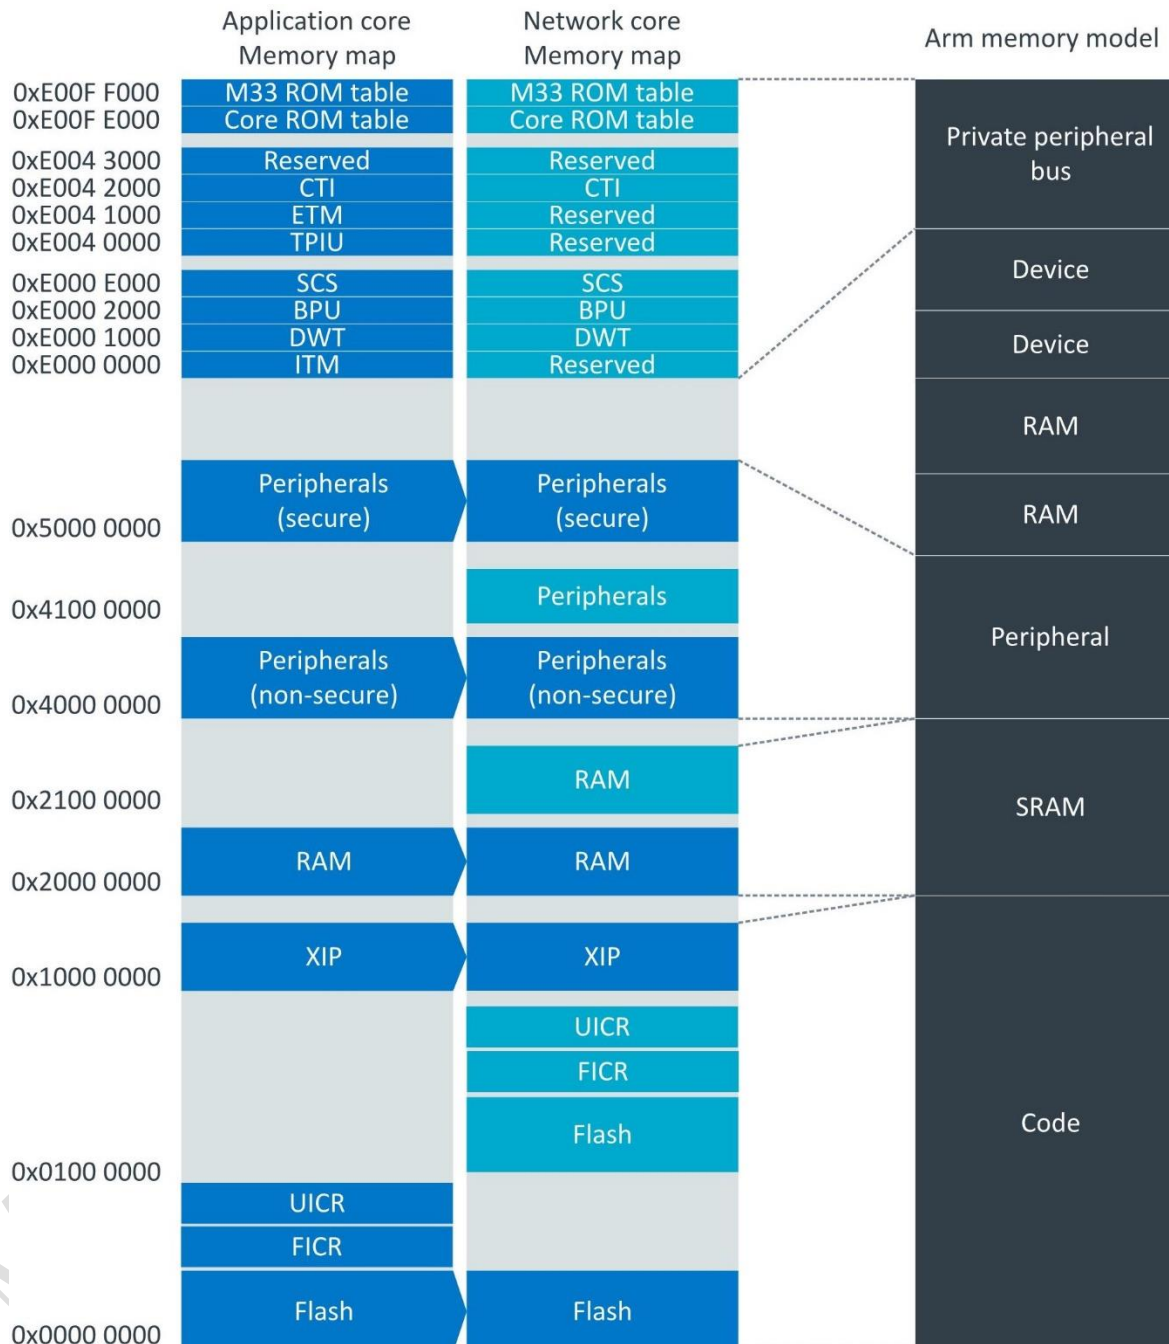 Application core
Memory map
Network core
Memory map
Arm memory model
0xE00F F000 M33 ROM table M33 ROM table
0xE00F E000 Core ROM table Core ROM table
Private peripheral
bus
0xE004 3000 Reserved Reserved
0xE004 2000 CTI CTI
0xE004 1000 ETM Reserved
0xE004 0000 TPIU Reserved
Device
0xE000 E000 SCS SCS
0xE000 2000 BPU BPU
0xE000 1000 DWT DWT
Device
0xE000 0000 ITM Reserved
RAM
Peripherals
(secure)
Peripherals
(secure)
RAM
0x5000 0000
Peripherals
0x4100 0000
Peripheral
Peripherals
(non-secure)
Peripherals
(non-secure)
0x4000 0000
RAM
0x2100 0000
SRAM
RAM RAM
0x2000 0000
XIP XIP
0x1000 0000
UICR
FICR
Code
Flash
0x0100 0000
UICR
FICR
Flash Flash
0x0000 0000